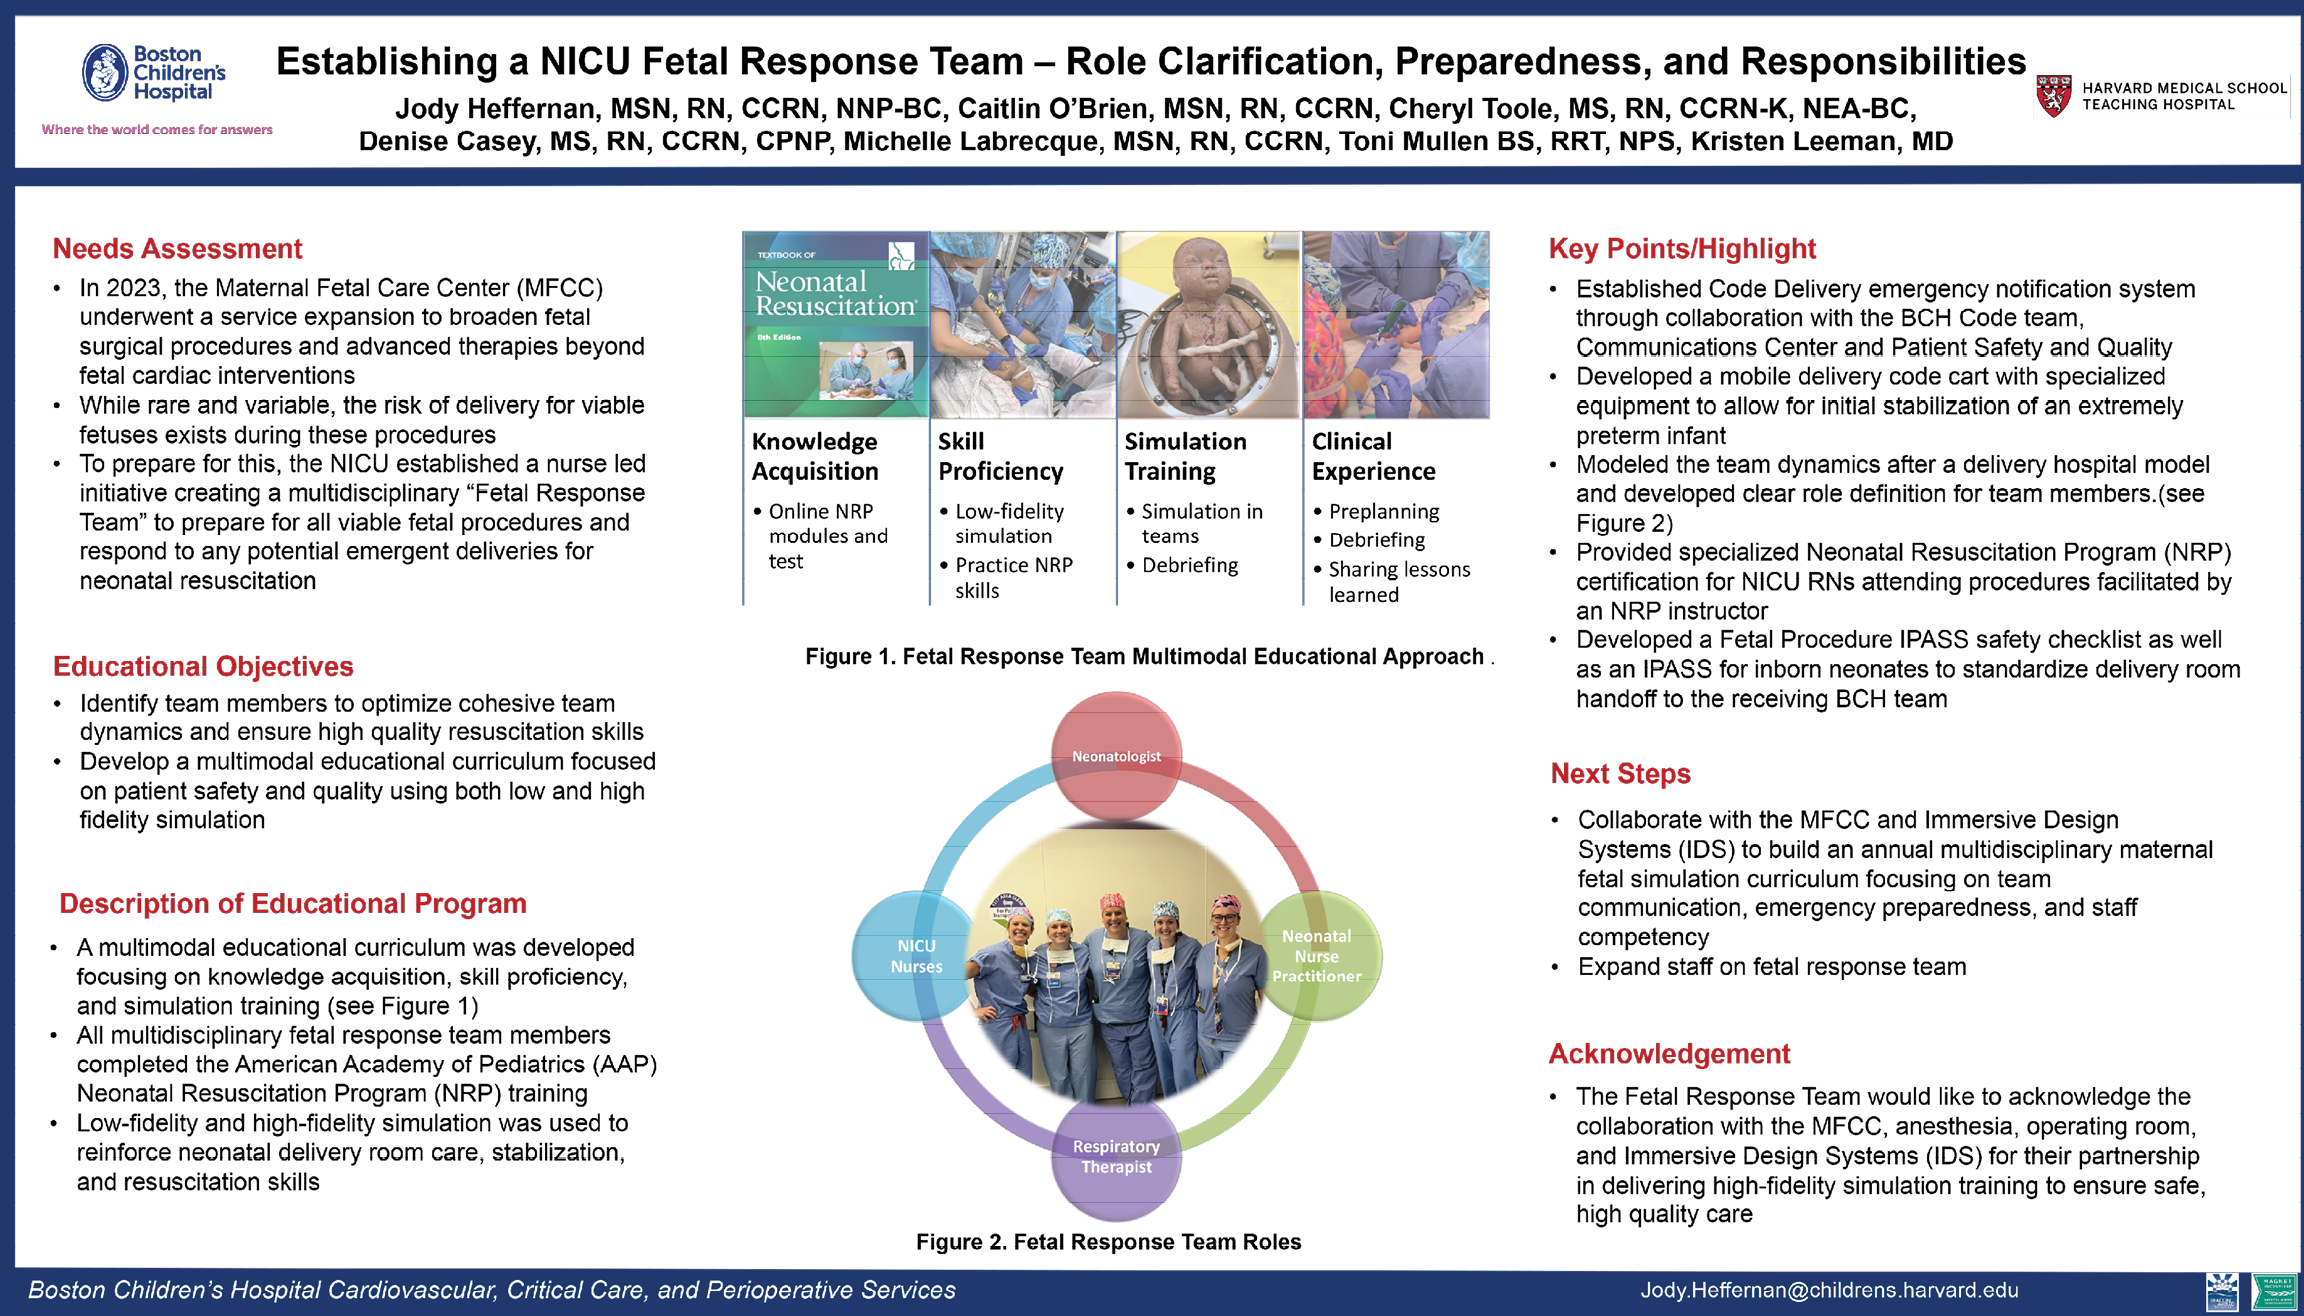 Boston
Children's
Hospital
Where the world comes for answers
Establishing a NICU Fetal Response Team – Role Clarification, Preparedness, and Responsibilities
Jody Heffernan, MSN, RN, CCRN, NNP-BC, Caitlin O'Brien, MSN, RN, CCRN, Cheryl Toole, MS, RN, CCRN-K, NEA-BC,
Denise Casey, MS, RN, CCRN, CPNP, Michelle Labrecque, MSN, RN, CCRN, Toni Mullen BS, RRT, NPS, Kristen Leeman, MD
HARVARD MEDICAL SCHOOL
TEACHING HOSPITAL
Needs Assessment
• In 2023, the Maternal Fetal Care Center (MFCC)
underwent a service expansion to broaden fetal
surgical procedures and advanced therapies beyond
fetal cardiac interventions
• While rare and variable, the risk of delivery for viable
fetuses exists during these procedures
• To prepare for this, the NICU established a nurse led
initiative creating a multidisciplinary “Fetal Response
Team” to prepare for all viable fetal procedures and
respond to any potential emergent deliveries for
neonatal resuscitation
Educational Objectives
• Identify team members to optimize cohesive team
dynamics and ensure high quality resuscitation skills
• Develop a multimodal educational curriculum focused
on patient safety and quality using both low and high
fidelity simulation
Description of Educational Program
• A multimodal educational curriculum was developed
focusing on knowledge acquisition, skill proficiency,
and simulation training (see Figure 1)
• All multidisciplinary fetal response team members
completed the American Academy of Pediatrics (AAP)
Neonatal Resuscitation Program (NRP) training
• Low-fidelity and high-fidelity simulation was used to
reinforce neonatal delivery room care, stabilization,
and resuscitation skills
TEXTBOOK OF
Neonatal
Resuscitation
8th Edition
Knowledge
Acquisition
• Online NRP
modules and
test
Skill
Proficiency
• Low-fidelity
simulation
• Practice NRP
skills
Simulation
Training
• Simulation in
teams
• Debriefing
Clinical
Experience
• Preplanning
• Debriefing
• Sharing lessons
learned
Figure 1. Fetal Response Team Multimodal Educational Approach .
Neonatologist
NICU
Nurses
Neonatal
Nurse
Practitioner
Respiratory
Therapist
Figure 2. Fetal Response Team Roles
Key Points/Highlight
• Established Code Delivery emergency notification system
through collaboration with the BCH Code team,
Communications Center and Patient Safety and Quality
• Developed a mobile delivery code cart with specialized
equipment to allow for initial stabilization of an extremely
preterm infant
• Modeled the team dynamics after a delivery hospital model
and developed clear role definition for team members.(see
Figure 2)
• Provided specialized Neonatal Resuscitation Program (NRP)
certification for NICU RNs attending procedures facilitated by
an NRP instructor
• Developed a Fetal Procedure IPASS safety checklist as well
as an IPASS for inborn neonates to standardize delivery room
handoff to the receiving BCH team
Next Steps
• Collaborate with the MFCC and Immersive Design
Systems (IDS) to build an annual multidisciplinary maternal
fetal simulation curriculum focusing on team
communication, emergency preparedness, and staff
competency
• Expand staff on fetal response team
Acknowledgement
• The Fetal Response Team would like to acknowledge the
collaboration with the MFCC, anesthesia, operating room,
and Immersive Design Systems (IDS) for their partnership
in delivering high-fidelity simulation training to ensure safe,
high quality care
Boston Children's Hospital Cardiovascular, Critical Care, and Perioperative Services
Jody.Heffernan@childrens.harvard.edu
MAGNET